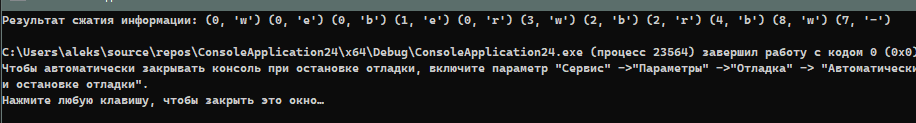 Результат сжатия информации: (0, 'w') (0, 'e') (0, 'b') (1, 'e') (0, 'r') (3, 'w') (2, 'b') (2, 'r') (4, 'b') (8, 'w') (7, '-')
C:\Users\aleks\source\repos\ConsoleApplication24\x64\Debug\ConsoleApplication24.exe (процесс 23564) завершил работу с кодом 0 (0x0)
Чтобы автоматически закрывать консоль при остановке отладки, включите параметр "Сервис" ->"Параметры" ->"Отладка" -> "Автоматически
и остановке отладки".
Нажмите любую клавишу, чтобы закрыть это окно…